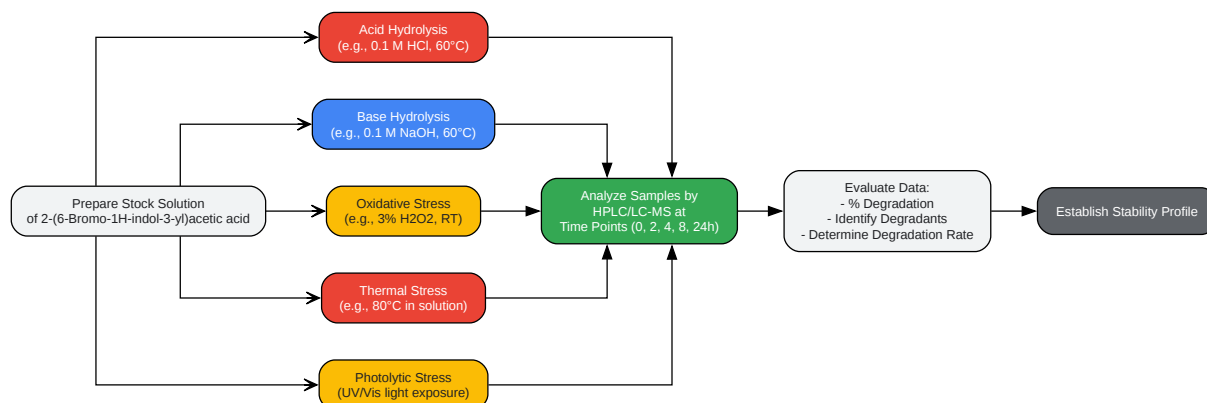 Acid Hydrolysis
(e.g., 0.1 M HCl, 60°C)
Base Hydrolysis
(e.g., 0.1 M NaOH, 60°C)
Prepare Stock Solution
of 2-(6-Bromo-1H-indol-3-yl)acetic acid
Oxidative Stress
(e.g., 3% H2O2, RT)
Analyze Samples by
HPLC/LC-MS at
Time Points (0, 2, 4, 8, 24h)
Evaluate Data:
- % Degradation
- Identify Degradants
- Determine Degradation Rate
Establish Stability Profile
Thermal Stress
(e.g., 80°C in solution)
Photolytic Stress
(UV/Vis light exposure)